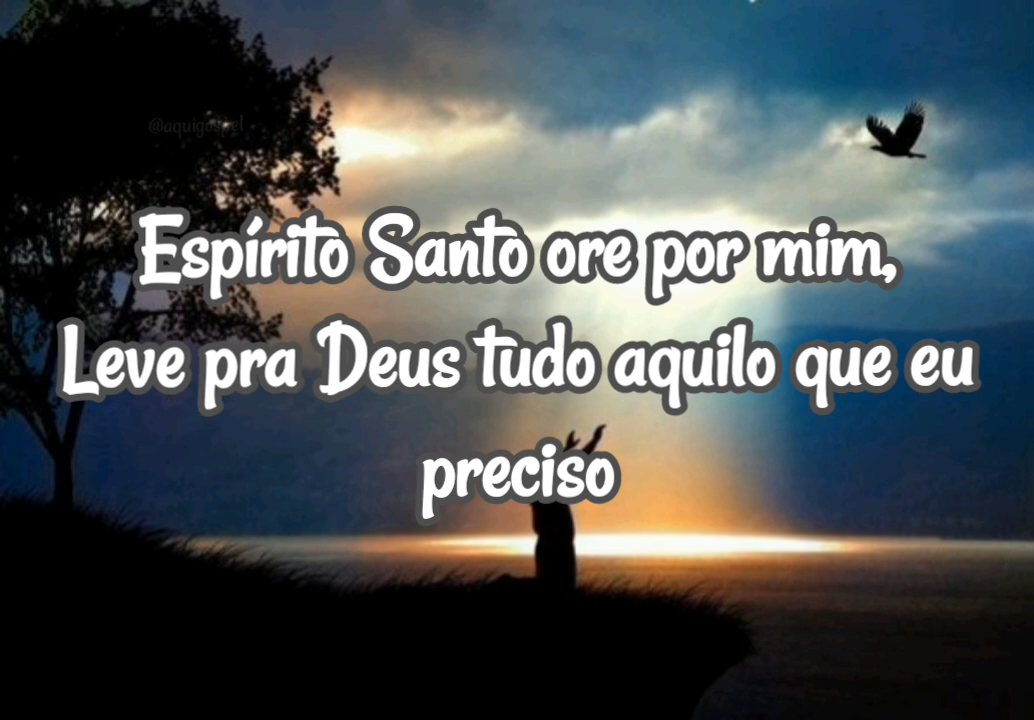 @aquigospel
Espírito Santo ore por mim,
Leve pra Deus tudo aquilo que eu
preciso